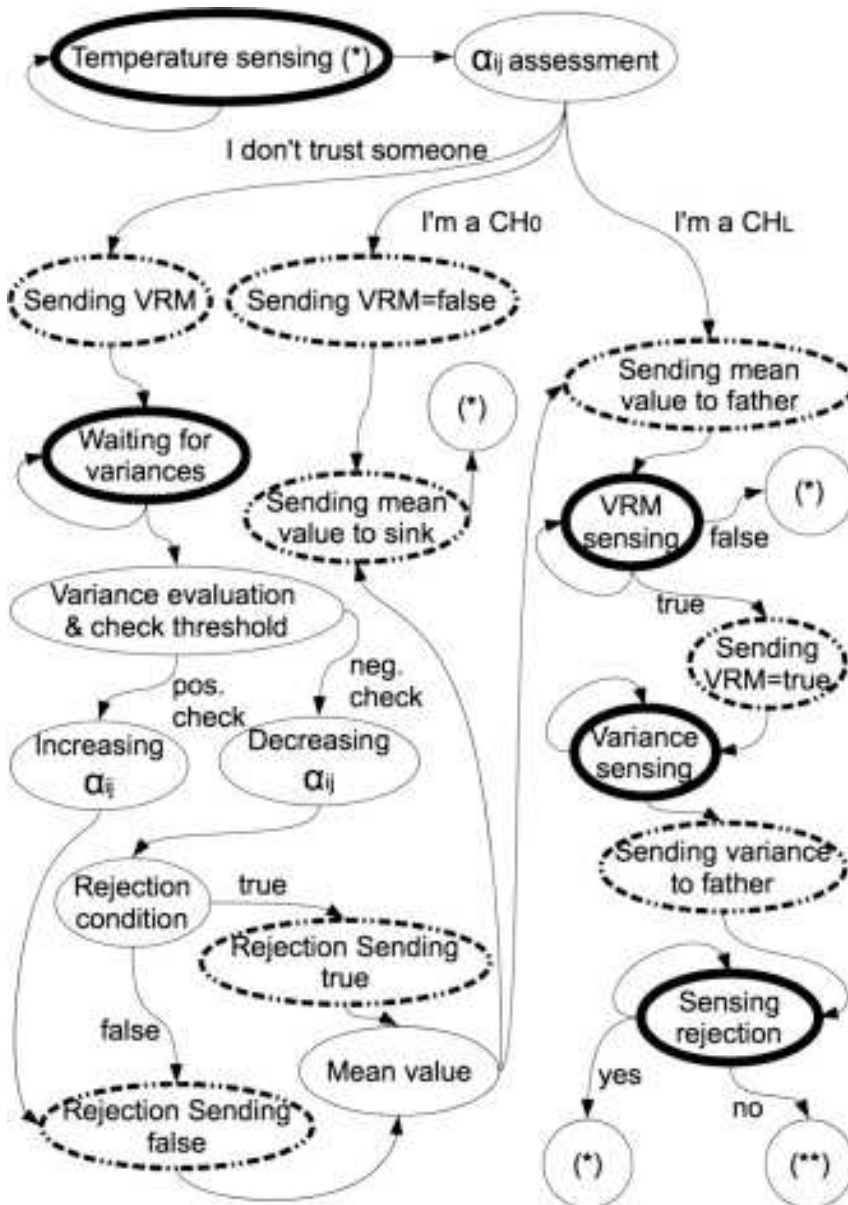 Temperature sensing (*)
αij assessment
I don't trust someone
I'm a CH0
I'm a CHL
Sending VRM
Sending VRM=false
Sending mean
value to father
(*)
Waiting for
variances
Sending mean
value to sink
VRM
sensing
(*)
false
true
Variance evaluation
& check threshold
Sending
VRM=true
pos.
check
neg.
check
Increasing
αij
Decreasing
αij
Variance
sensing
Sending variance
to father
Rejection
condition
true
Rejection Sending
true
Sensing
rejection
false
Mean value
yes
no
Rejection Sending
false
(*)
(**)